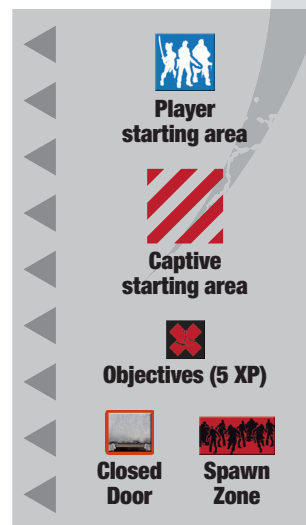 Player
starting area
Captive
starting area
Objectives (5 XP)
Closed
Door
Spawn
Zone